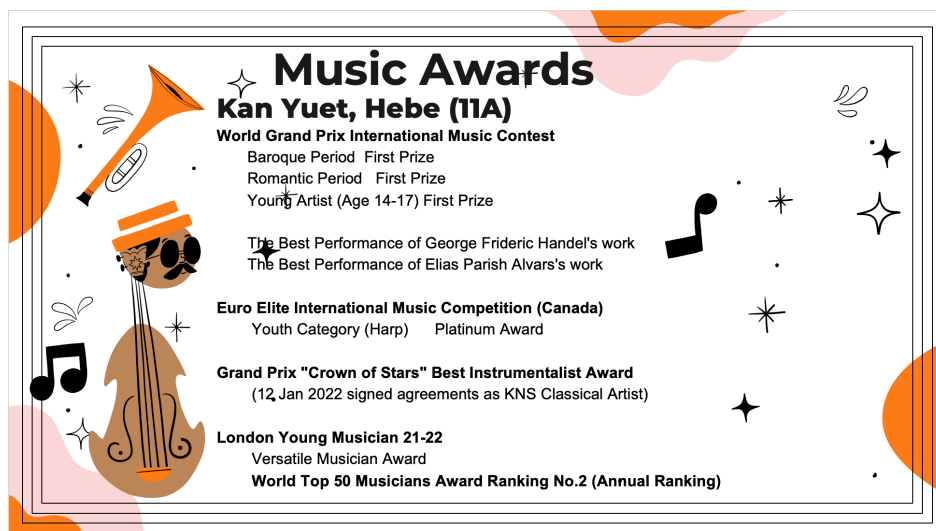 Music Awards
Kan Yuet, Hebe (11A)
World Grand Prix International Music Contest
Baroque Period First Prize
Romantic Period First Prize
Young Artist (Age 14-17) First Prize
The Best Performance of George Frideric Handel's work
The Best Performance of Elias Parish Alvars's work
Euro Elite International Music Competition (Canada)
Youth Category (Harp) Platinum Award
Grand Prix "Crown of Stars" Best Instrumentalist Award
(12 Jan 2022 signed agreements as KNS Classical Artist)
London Young Musician 21-22
Versatile Musician Award
World Top 50 Musicians Award Ranking No.2 (Annual Ranking)